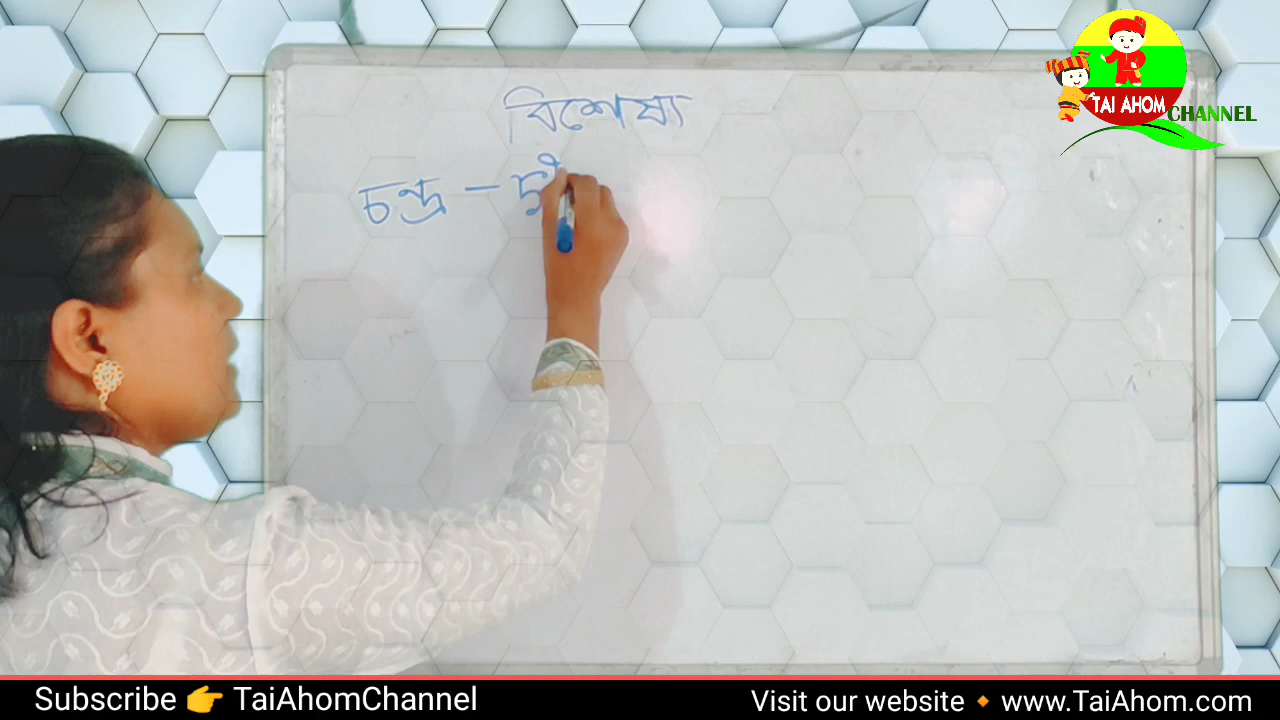 বিশেষ্য
চন্দ্ৰ -
TAI AHOM CHANNEL
Subscribe 👉 TaiAhomChannel
Visit our website 🔸 www.TaiAhom.com